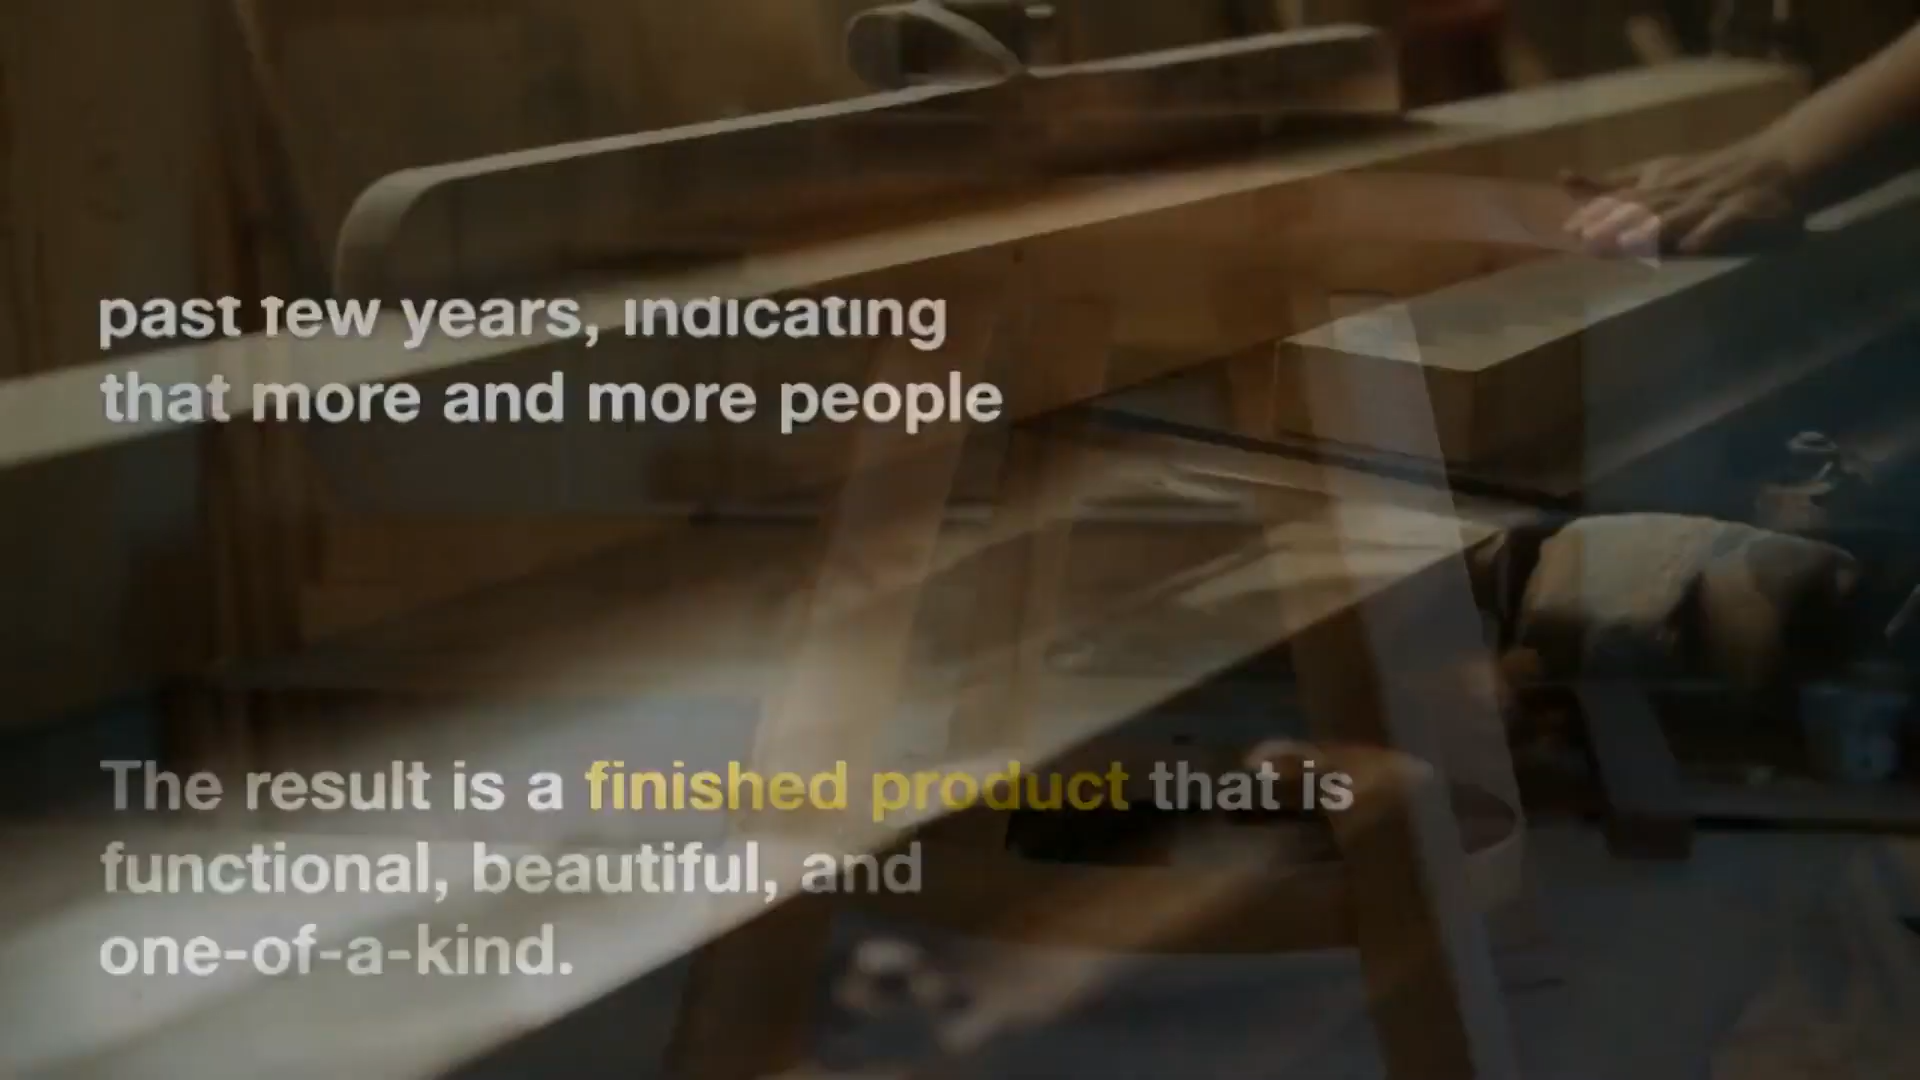 past few years, indicating
that more and more people
The result is a finished product that is
functional, beautiful, and
one-of-a-kind.